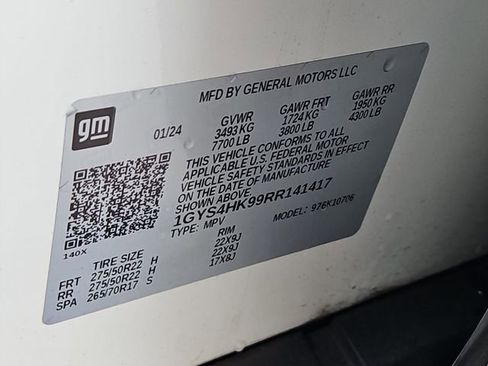 MFD BY GENERAL MOTORS LLC
gm
01/24
GVWR GAWR FRT GAWR RR
3493 KG 1724 KG 1950 KG
7700 LB 3800 LB 4300 LB
THIS VEHICLE CONFORMS TO ALL
APPLICABLE U.S. FEDERAL MOTOR
VEHICLE SAFETY STANDARDS IN EFFECT
ON THE DATE OF MANUFACTURE
SHOWN ABOVE.
1GYS4HK99RR141417
TYPE: MPV MODEL: 976K10706
140X
TIRE SIZE RIM
FRT 275/50R22 H 22X9J
RR 275/50R22 H 22X9J
SPA 265/70R17 S 17X8J